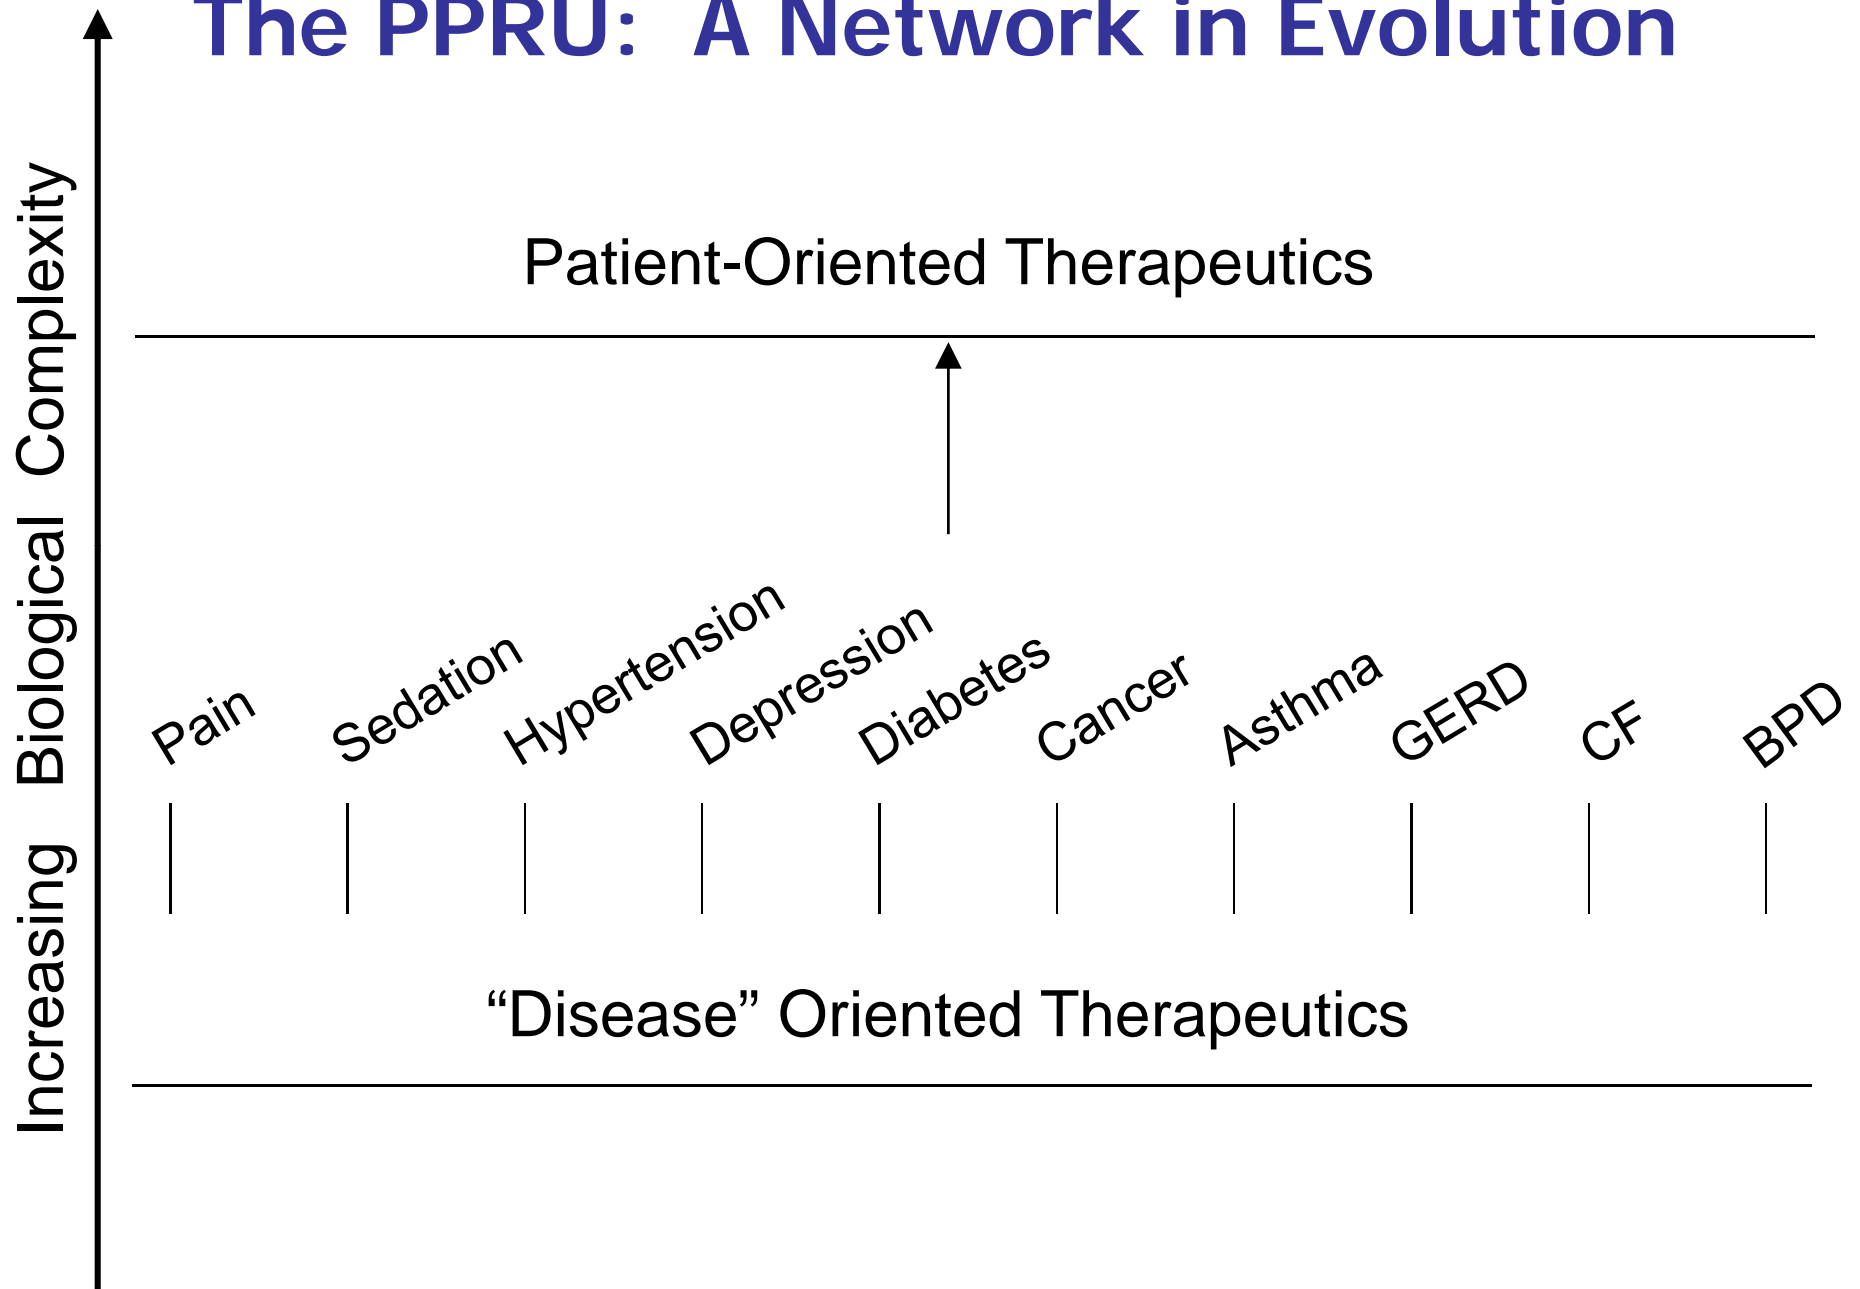 The PPRU: A Network in Evolution
Increasing Biological Complexity
Patient-Oriented Therapeutics
Pain
Sedation
Hypertension
Depression
Diabetes
Cancer
Asthma
GERD
CF
BPD
“Disease” Oriented Therapeutics